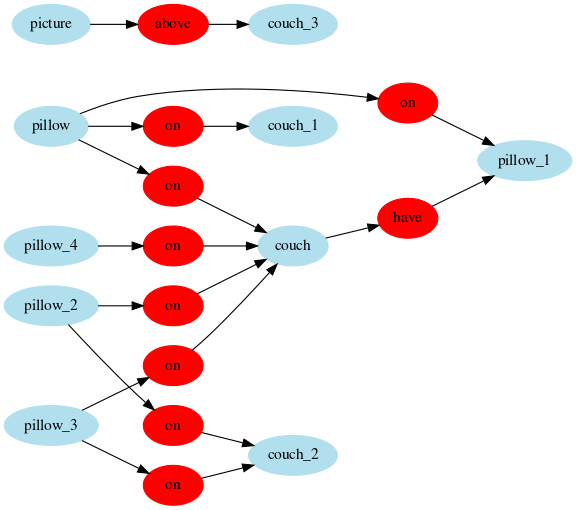 picture above couch_3
on
pillow on couch_1
pillow_1
on
have
pillow_4 on couch
pillow_2 on
on
pillow_3 on
couch_2
on